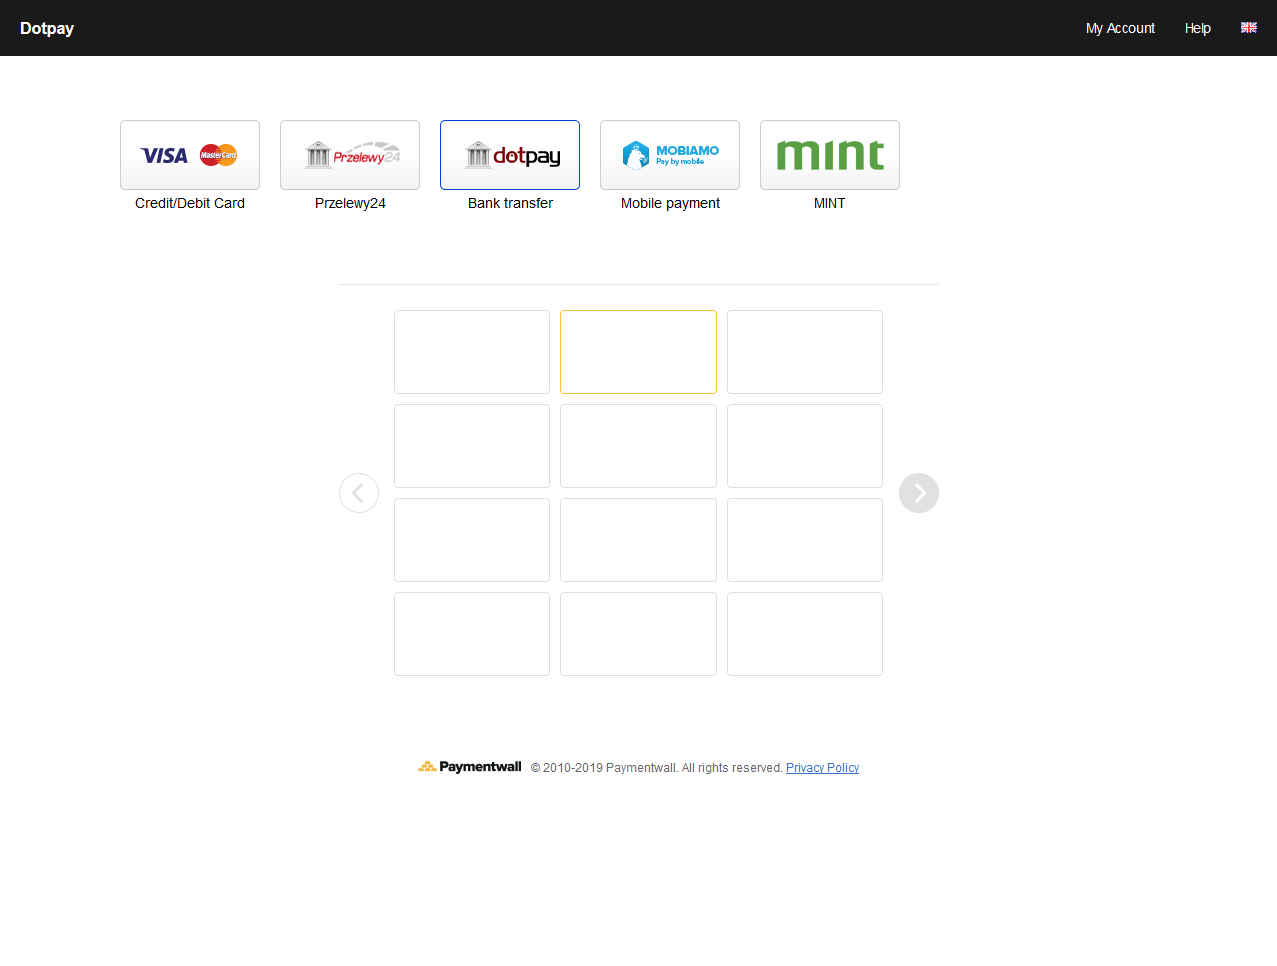 Dotpay
My Account Help
VISA MasterCard Przelewy24 dotpay MOBIAMO Pay by mobile mint
Credit/Debit Card Przelewy24 Bank transfer Mobile payment MINT
Paymentwall © 2010-2019 Paymentwall. All rights reserved. Privacy Policy